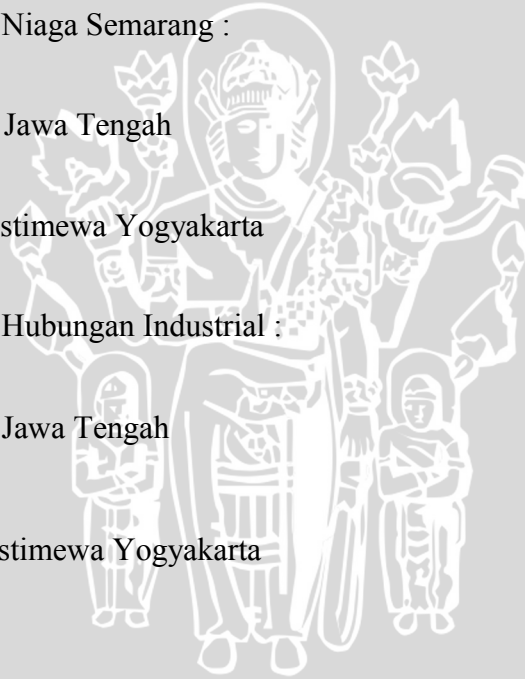 Niaga Semarang :
Jawa Tengah
stimewa Yogyakarta
Hubungan Industrial :
Jawa Tengah
stimewa Yogyakarta